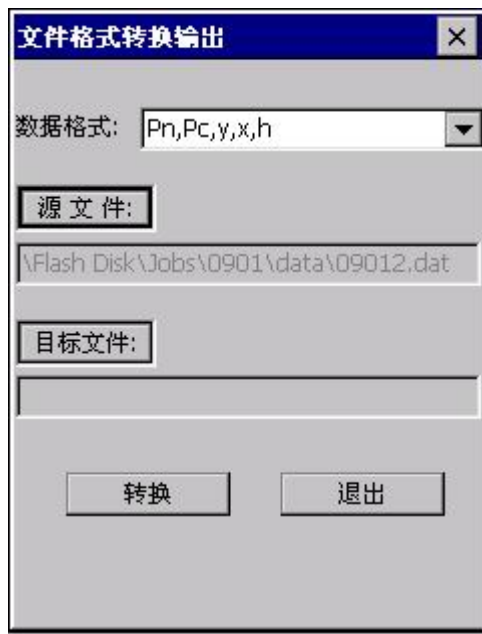 文件格式转换输出
数据格式: Pn,Pc,y,x,h
源 文 件:
\Flash Disk\Jobs\0901\data\09012.dat
目标文件:
转换 退出